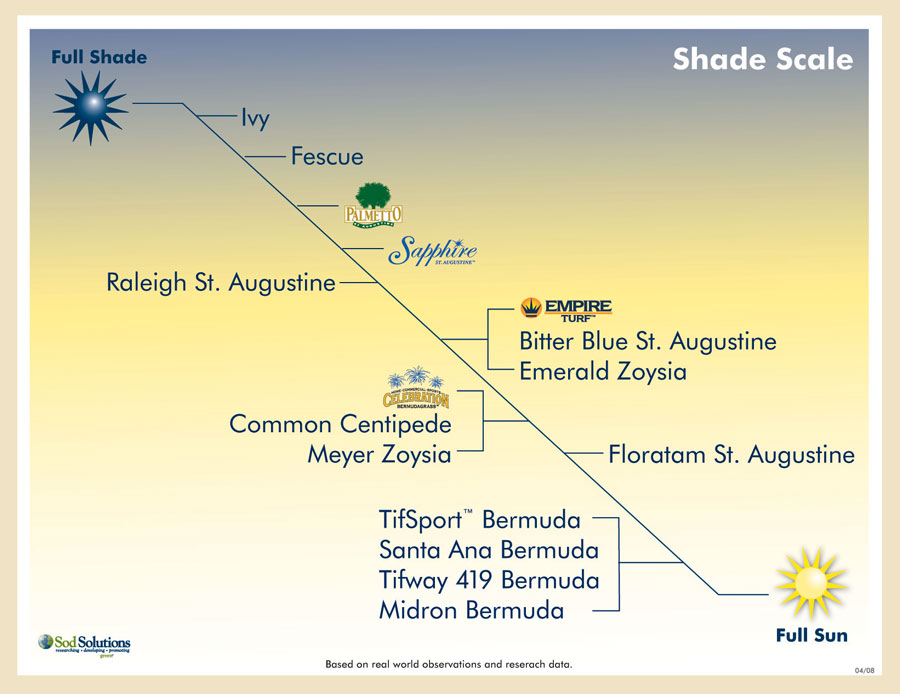 Full Shade
Shade Scale
Ivy
Fescue
PALMETTO
ST. AUGUSTINE
Sapphire
ST. AUGUSTINE™
Raleigh St. Augustine
EMPIRE
TURF™
Bitter Blue St. Augustine
Emerald Zoysia
CELEBRATION
BERMUDAGRASS
Common Centipede
Meyer Zoysia
Floratam St. Augustine
TifSport™ Bermuda
Santa Ana Bermuda
Tifway 419 Bermuda
Midron Bermuda
Full Sun
Sod Solutions
researching • developing • promoting
green!
Based on real world observations and reserach data.
04/08